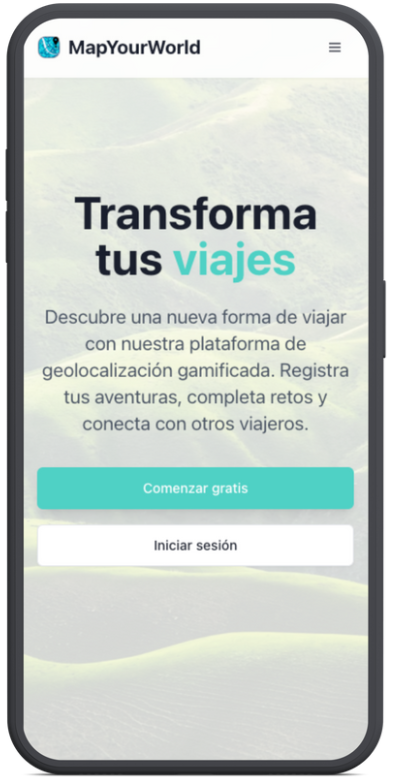 MapYourWorld
Transforma
tus viajes
Descubre una nueva forma de viajar
con nuestra plataforma de
geolocalización gamificada. Registra
tus aventuras, completa retos y
conecta con otros viajeros.
Comenzar gratis
Iniciar sesión